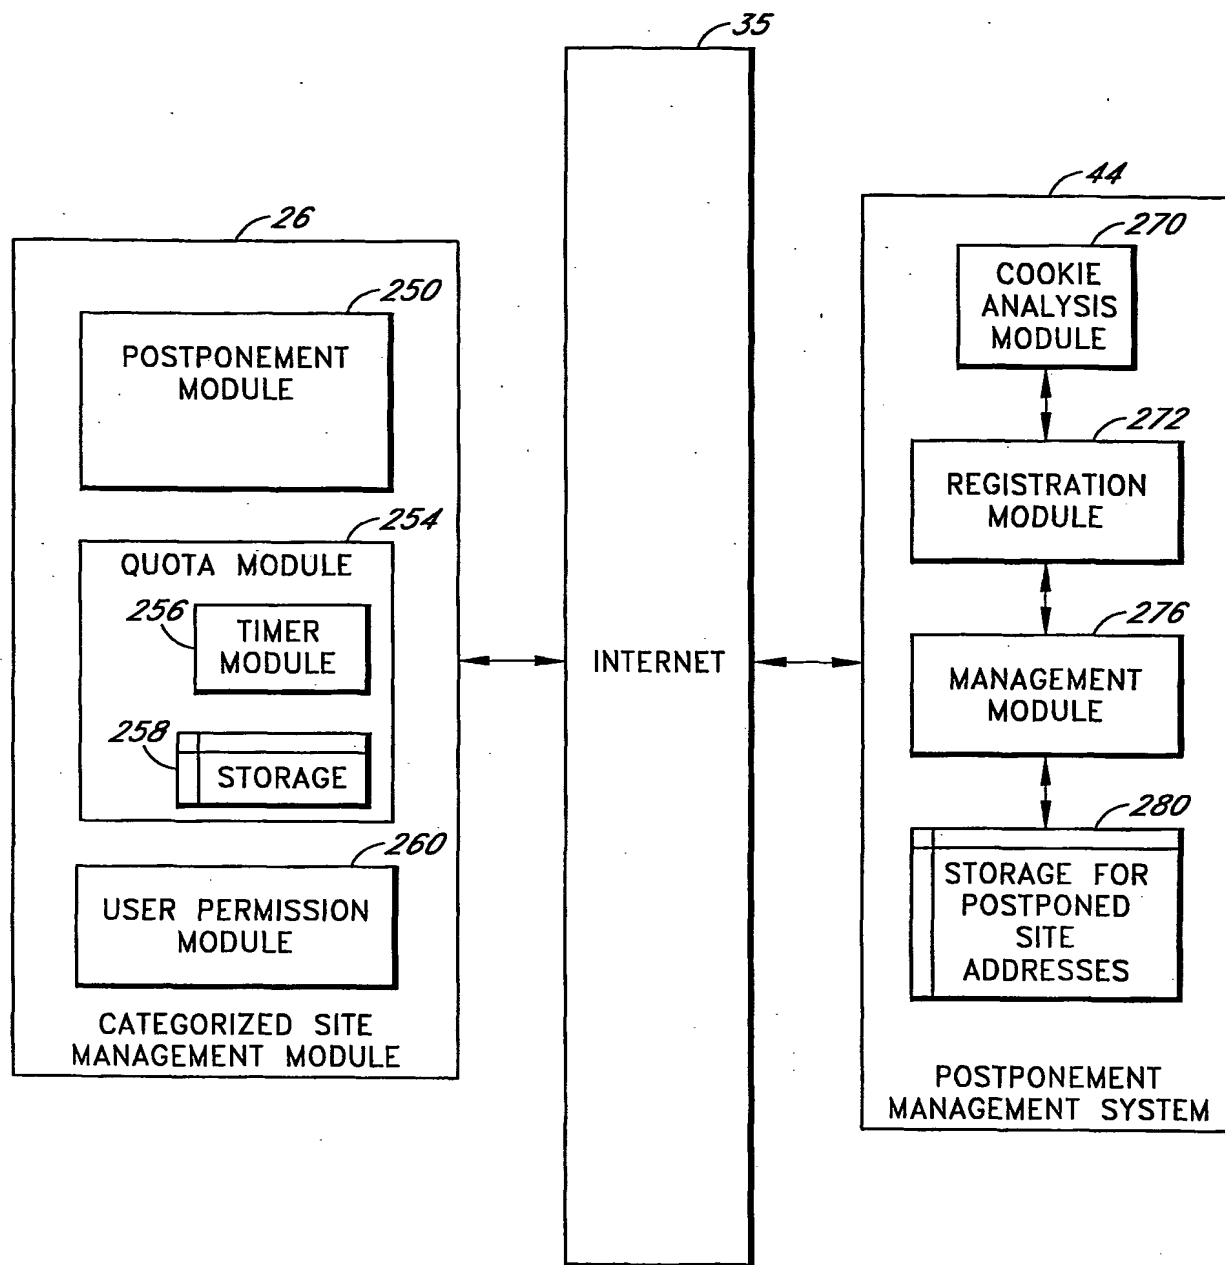 35
26
250
POSTPONEMENT
MODULE
254
QUOTA MODULE
256
TIMER
MODULE
258
STORAGE
260
USER PERMISSION
MODULE
CATEGORIZED SITE
MANAGEMENT MODULE
INTERNET
44
270
COOKIE
ANALYSIS
MODULE
272
REGISTRATION
MODULE
276
MANAGEMENT
MODULE
280
STORAGE FOR
POSTPONED
SITE
ADDRESSES
POSTPONEMENT
MANAGEMENT SYSTEM